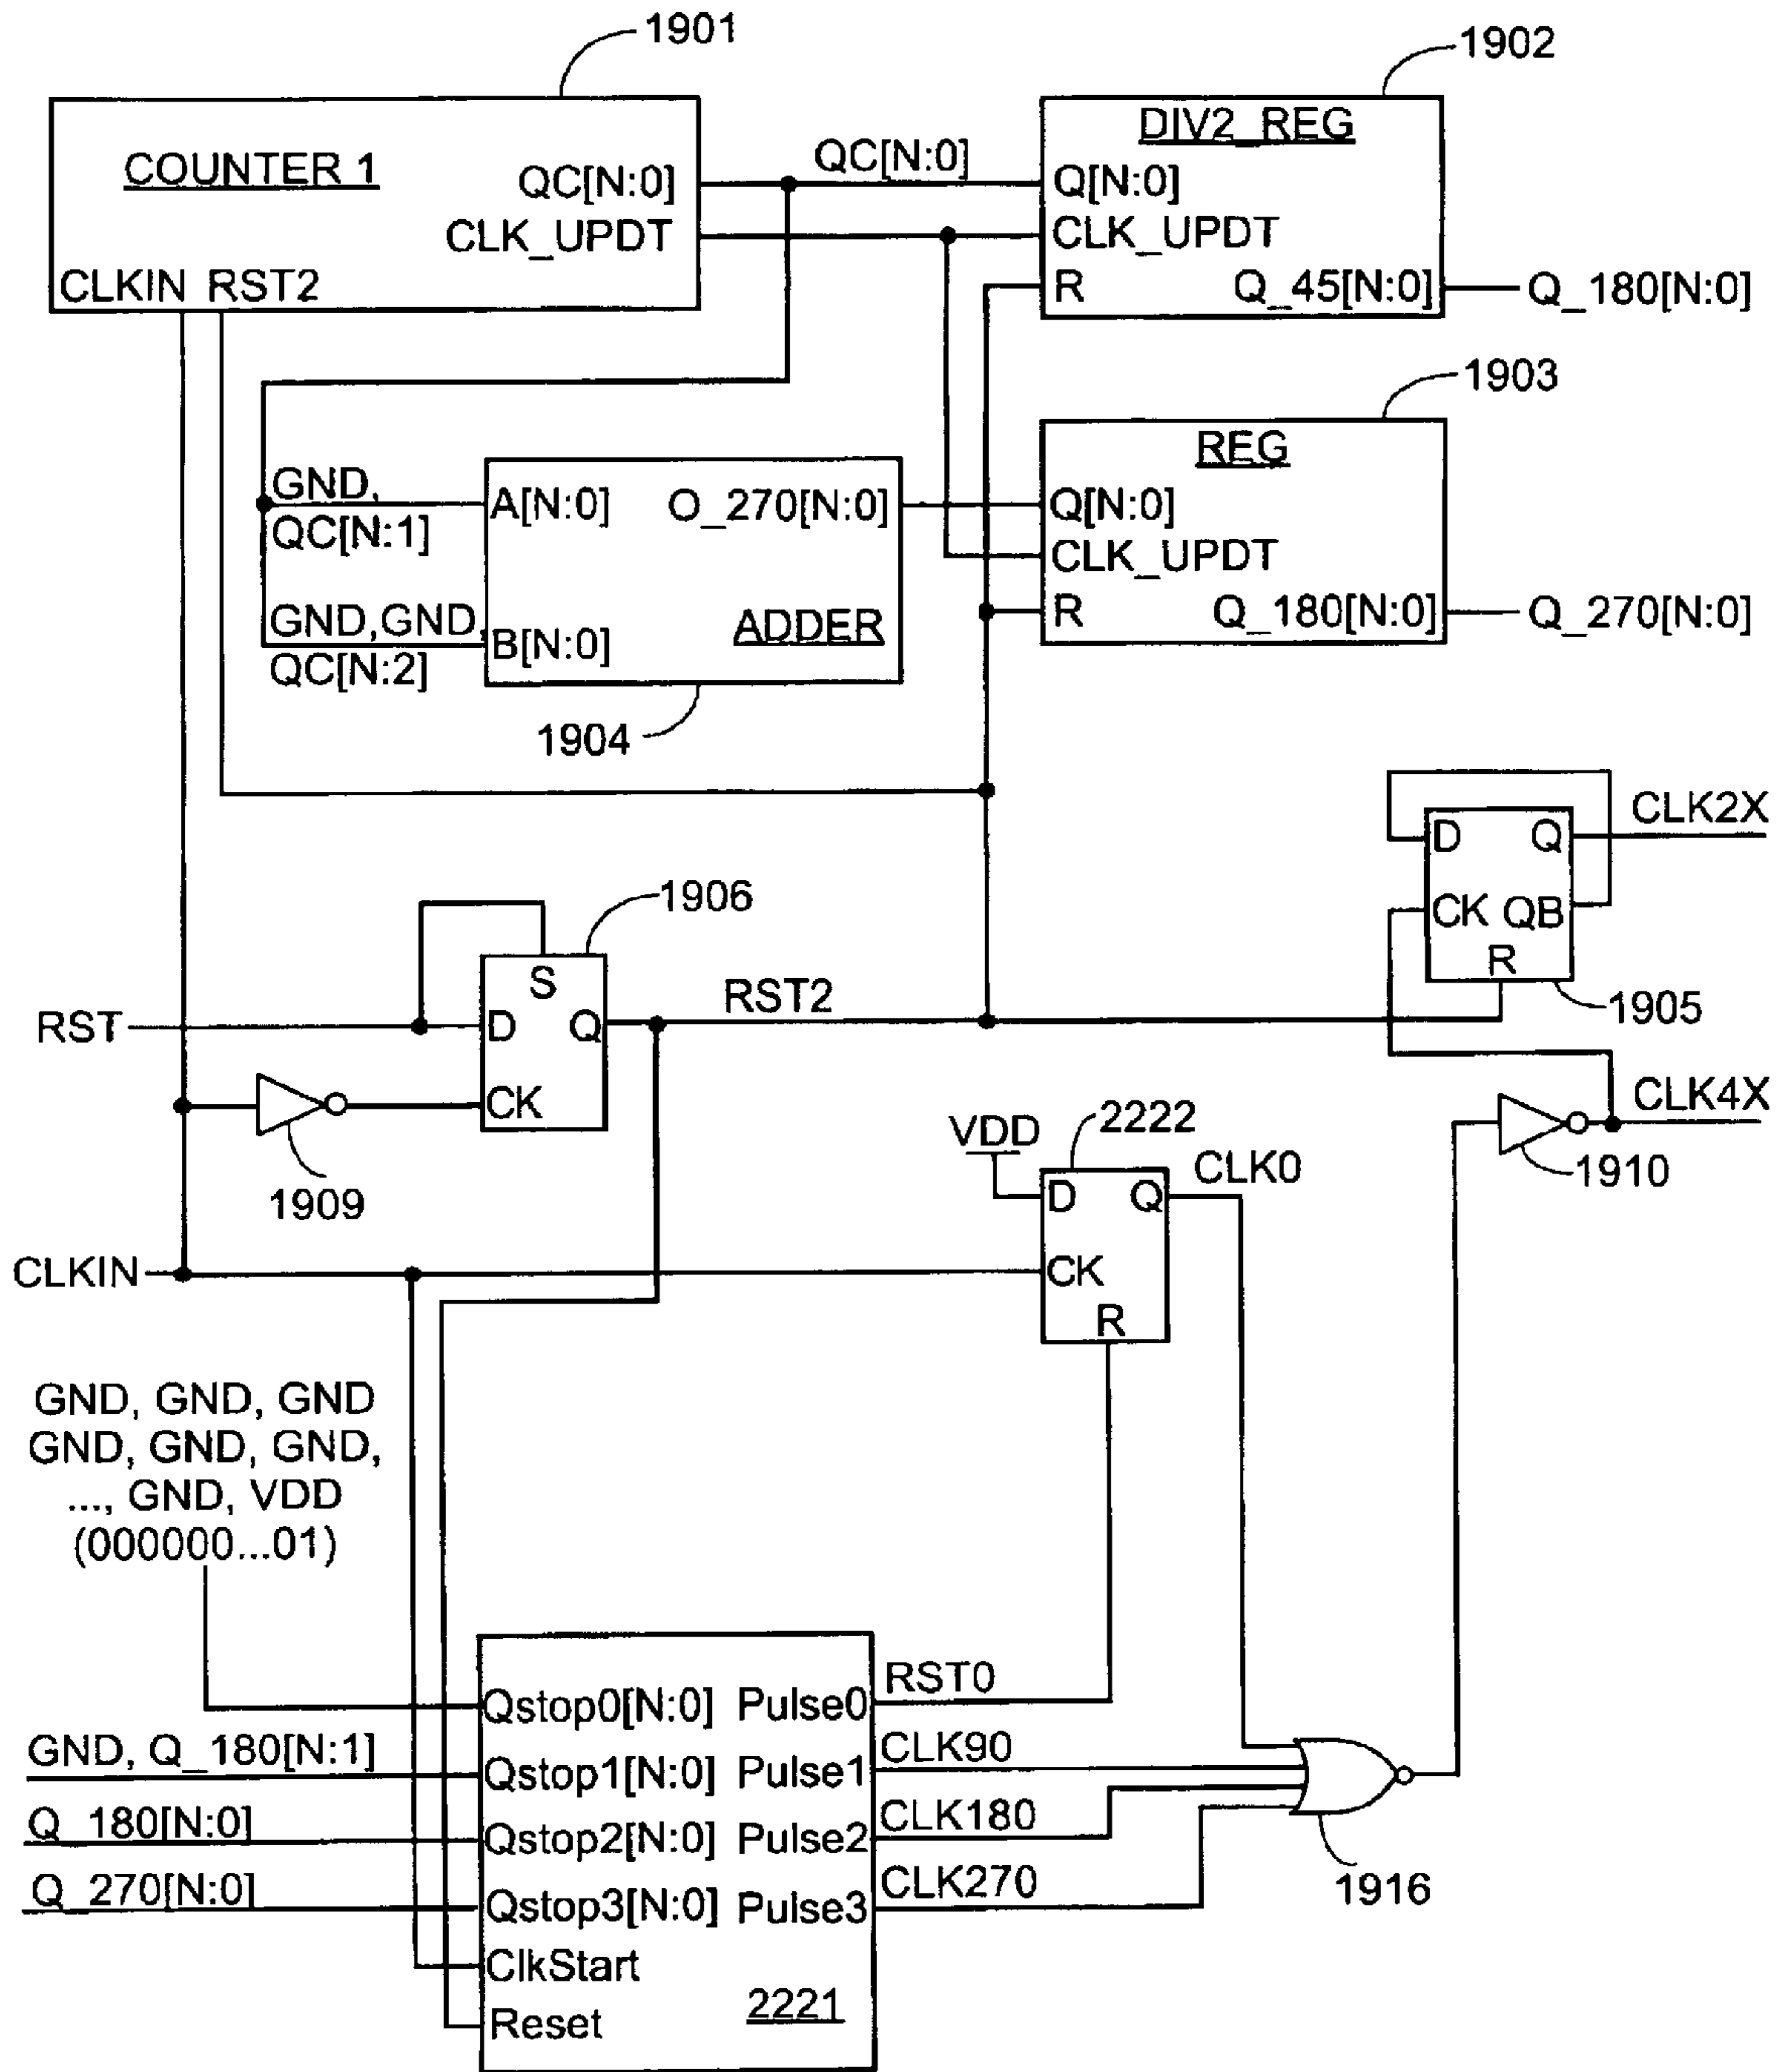 1901
1902
COUNTER 1
QC[N:0]
CLK_UPDT
CLKIN RST2
QC[N:0]
DIV2_REG
Q[N:0]
CLK_UPDT
R
Q_45[N:0]
Q_180[N:0]
1903
GND,
QC[N:1]
GND,GND,
QC[N:2]
A[N:0]
O_270[N:0]
B[N:0]
ADDER
1904
REG
Q[N:0]
CLK_UPDT
R
Q_180[N:0]
Q_270[N:0]
D
Q
CLK2X
CK
QB
R
1905
1906
S
RST
D
Q
CK
RST2
1909
CLK4X
1910
VDD
2222
D
Q
CLK0
CK
R
CLKIN
GND, GND, GND
GND, GND, GND,
..., GND, VDD
(000000...01)
Qstop0[N:0] Pulse0
RST0
GND, Q_180[N:1]
Qstop1[N:0] Pulse1
CLK90
Q_180[N:0]
Qstop2[N:0] Pulse2
CLK180
Q_270[N:0]
Qstop3[N:0] Pulse3
CLK270
1916
ClkStart
2221
Reset